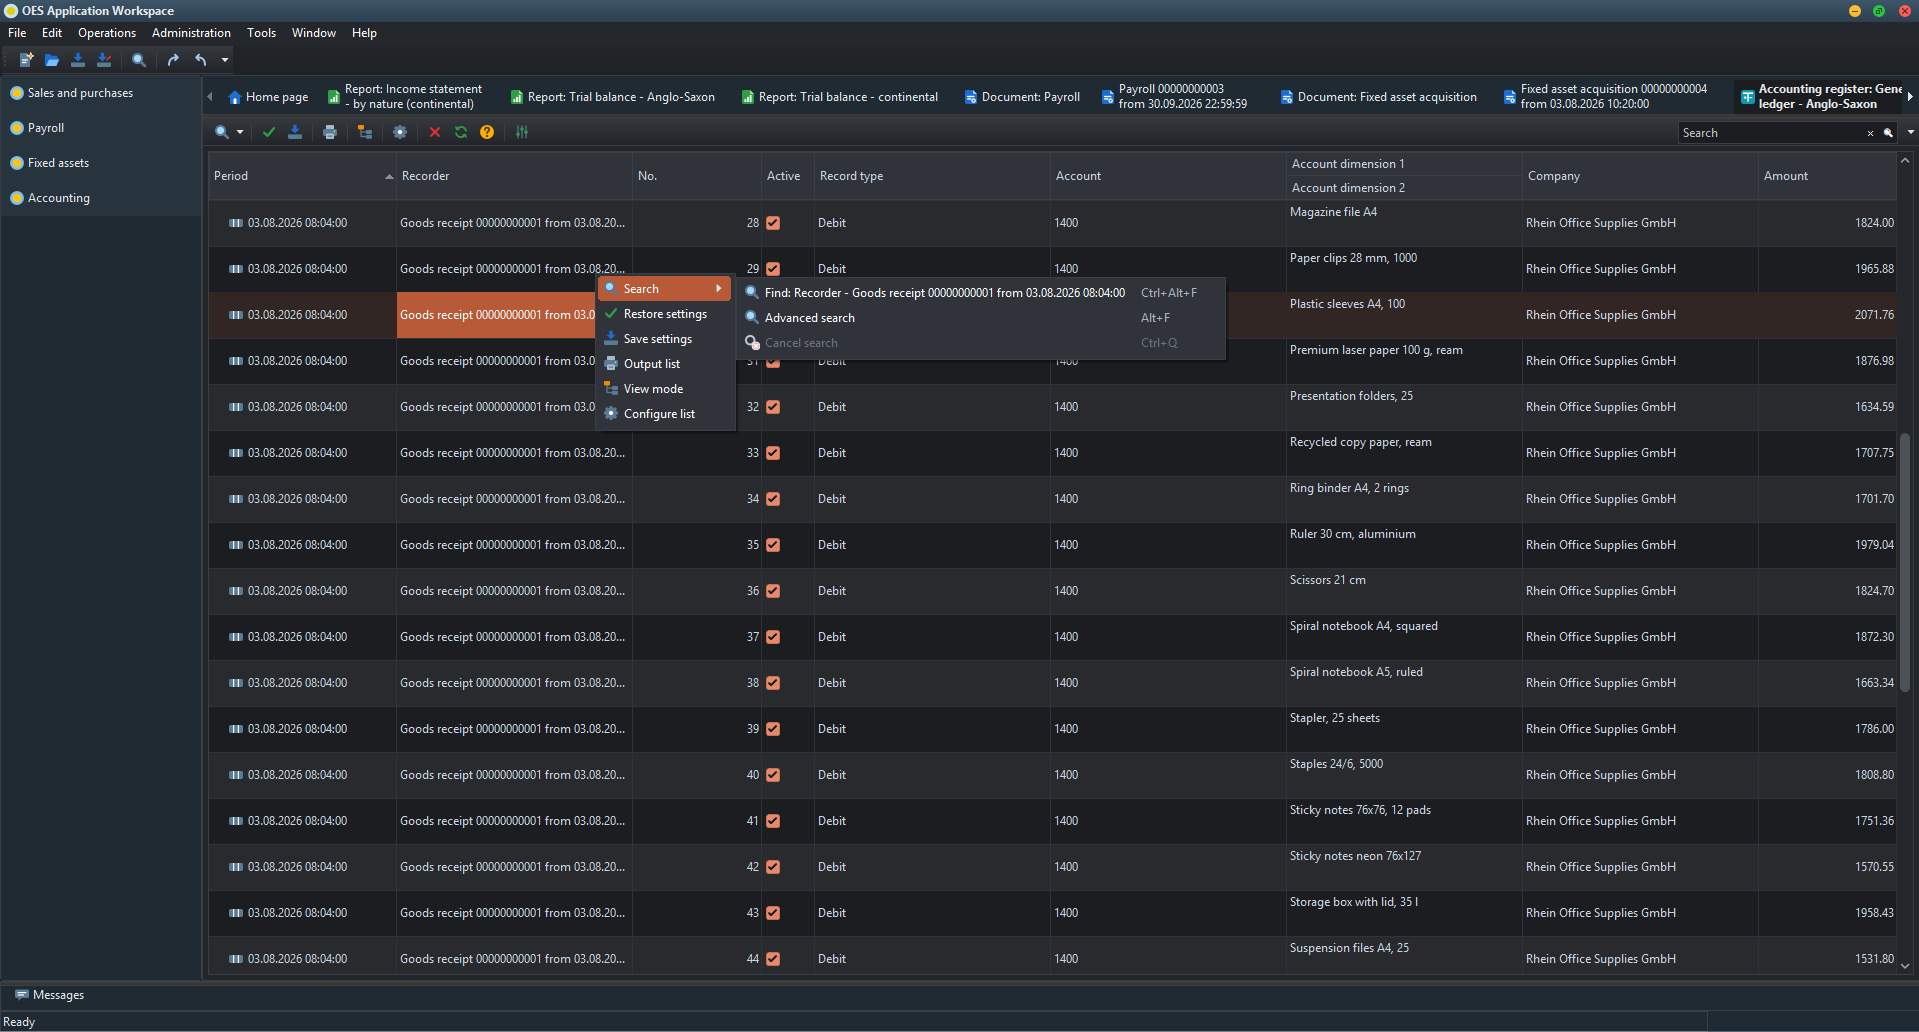 OES Application Workspace
File Edit Operations Administration Tools Window Help
Sales and purchases
Payroll
Fixed assets
Accounting
Home page
Report: Income statement
- by nature (continental)
Report: Trial balance - Anglo-Saxon
Report: Trial balance - continental
Document: Payroll
Payroll 00000000003
from 30.09.2026 22:59:59
Document: Fixed asset acquisition
Fixed asset acquisition 00000000004
from 03.08.2026 10:20:00
Accounting register: Gene
ledger - Anglo-Saxon
Search
Period Recorder No. Active Record type Account Account dimension 1 Company Amount
Account dimension 2
03.08.2026 08:04:00 Goods receipt 00000000001 from 03.08.20... 28 Debit 1400 Magazine file A4 Rhein Office Supplies GmbH 1824.00
03.08.2026 08:04:00 Goods receipt 00000000001 from 03.08.20... 29 Debit 1400 Paper clips 28 mm, 1000 Rhein Office Supplies GmbH 1965.88
03.08.2026 08:04:00 Goods receipt 00000000001 from 03.0 Plastic sleeves A4, 100 Rhein Office Supplies GmbH 2071.76
03.08.2026 08:04:00 Goods receipt 00000000001 from 03.0 31 Debit 1400 Premium laser paper 100 g, ream Rhein Office Supplies GmbH 1876.98
03.08.2026 08:04:00 Goods receipt 00000000001 from 03.0 32 Debit 1400 Presentation folders, 25 Rhein Office Supplies GmbH 1634.59
03.08.2026 08:04:00 Goods receipt 00000000001 from 03.08.20... 33 Debit 1400 Recycled copy paper, ream Rhein Office Supplies GmbH 1707.75
03.08.2026 08:04:00 Goods receipt 00000000001 from 03.08.20... 34 Debit 1400 Ring binder A4, 2 rings Rhein Office Supplies GmbH 1701.70
03.08.2026 08:04:00 Goods receipt 00000000001 from 03.08.20... 35 Debit 1400 Ruler 30 cm, aluminium Rhein Office Supplies GmbH 1979.04
03.08.2026 08:04:00 Goods receipt 00000000001 from 03.08.20... 36 Debit 1400 Scissors 21 cm Rhein Office Supplies GmbH 1824.70
03.08.2026 08:04:00 Goods receipt 00000000001 from 03.08.20... 37 Debit 1400 Spiral notebook A4, squared Rhein Office Supplies GmbH 1872.30
03.08.2026 08:04:00 Goods receipt 00000000001 from 03.08.20... 38 Debit 1400 Spiral notebook A5, ruled Rhein Office Supplies GmbH 1663.34
03.08.2026 08:04:00 Goods receipt 00000000001 from 03.08.20... 39 Debit 1400 Stapler, 25 sheets Rhein Office Supplies GmbH 1786.00
03.08.2026 08:04:00 Goods receipt 00000000001 from 03.08.20... 40 Debit 1400 Staples 24/6, 5000 Rhein Office Supplies GmbH 1808.80
03.08.2026 08:04:00 Goods receipt 00000000001 from 03.08.20... 41 Debit 1400 Sticky notes 76x76, 12 pads Rhein Office Supplies GmbH 1751.36
03.08.2026 08:04:00 Goods receipt 00000000001 from 03.08.20... 42 Debit 1400 Sticky notes neon 76x127 Rhein Office Supplies GmbH 1570.55
03.08.2026 08:04:00 Goods receipt 00000000001 from 03.08.20... 43 Debit 1400 Storage box with lid, 35 l Rhein Office Supplies GmbH 1958.43
03.08.2026 08:04:00 Goods receipt 00000000001 from 03.08.20... 44 Debit 1400 Suspension files A4, 25 Rhein Office Supplies GmbH 1531.80
Search
Restore settings
Save settings
Output list
View mode
Configure list
Find: Recorder - Goods receipt 00000000001 from 03.08.2026 08:04:00 Ctrl+Alt+F
Advanced search Alt+F
Cancel search Ctrl+Q
Messages
Ready